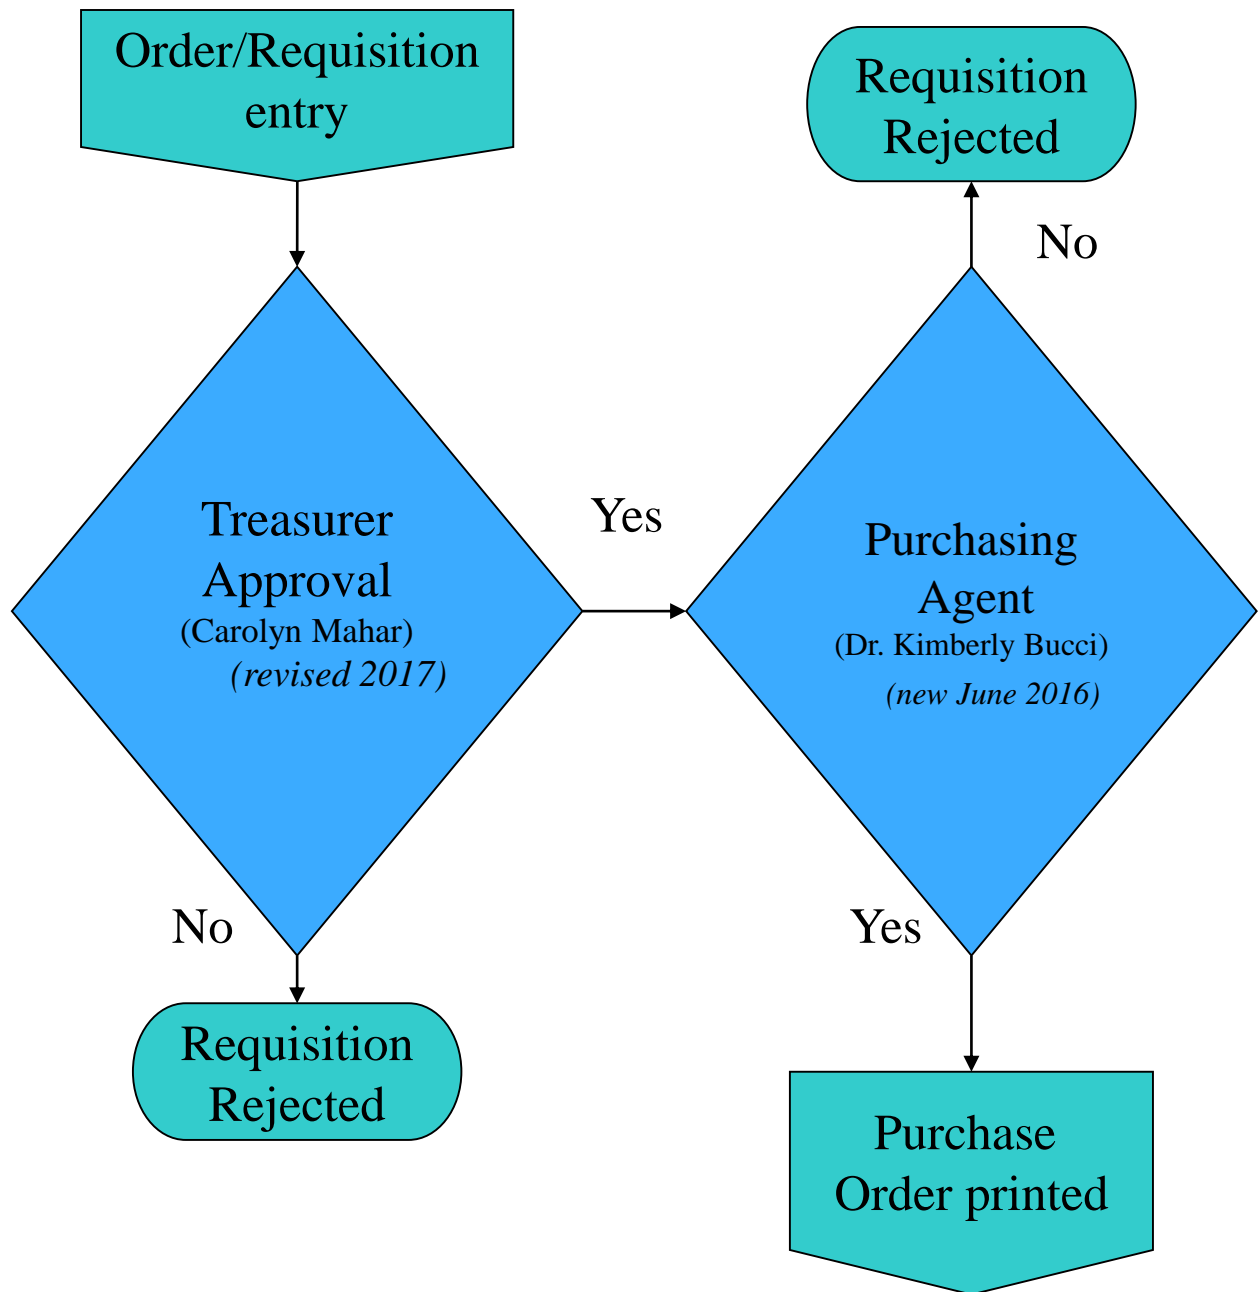 Order/Requisition
entry
Treasurer
Approval
(Carolyn Mahar)
(revised 2017)
No
Requisition
Rejected
Yes
Requisition
Rejected
No
Purchasing
Agent
(Dr. Kimberly Bucci)
(new June 2016)
Yes
Purchase
Order printed